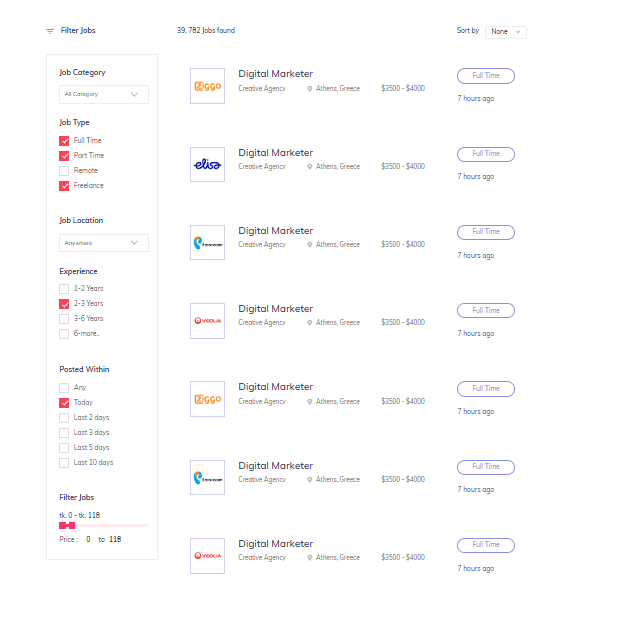 Filter Jobs
39, 782 Jobs found
Sort by None
Job Category
All Category
Job Type
Full Time
Part Time
Remote
Freelance
Job Location
Anywhere
Experience
1-2 Years
2-3 Years
3-6 Years
6-more..
Posted Within
Any
Today
Last 2 days
Last 3 days
Last 5 days
Last 10 days
Filter Jobs
tk. 0 - tk. 118
Price : 0 to 118
Ziggo
Digital Marketer
Creative Agency Athens, Greece $3500 - $4000
Full Time
7 hours ago
elisa
Digital Marketer
Creative Agency Athens, Greece $3500 - $4000
Full Time
7 hours ago
Digital Marketer
Creative Agency Athens, Greece $3500 - $4000
Full Time
7 hours ago
VEOLIA
Digital Marketer
Creative Agency Athens, Greece $3500 - $4000
Full Time
7 hours ago
Ziggo
Digital Marketer
Creative Agency Athens, Greece $3500 - $4000
Full Time
7 hours ago
Digital Marketer
Creative Agency Athens, Greece $3500 - $4000
Full Time
7 hours ago
VEOLIA
Digital Marketer
Creative Agency Athens, Greece $3500 - $4000
Full Time
7 hours ago